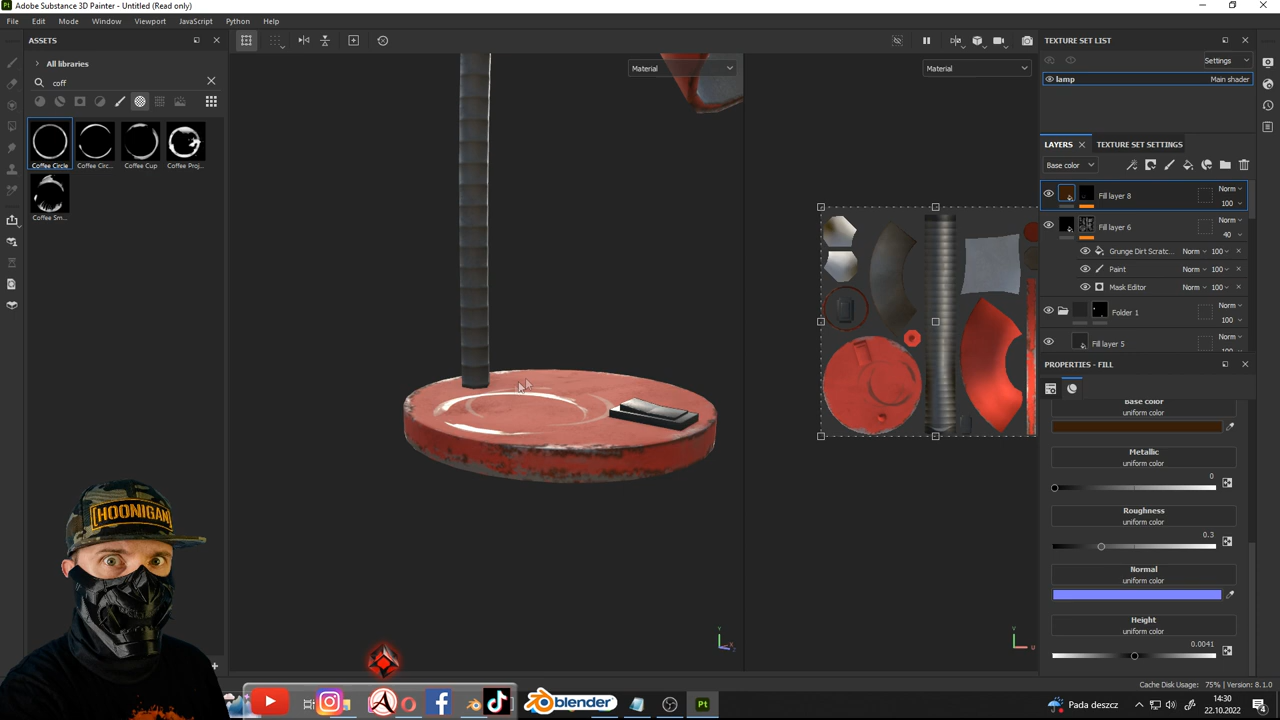 Adobe Substance 3D Painter - Untitled (Read only)
File Edit Mode Window Viewport JavaScript Python Help
ASSETS
All libraries
coff
Coffee Circle
Coffee Circ...
Coffee Cup
Coffee Proj...
Coffee Sm...
Material
Material
TEXTURE SET LIST
Settings
lamp Main shader
LAYERS
TEXTURE SET SETTINGS
Base color
Fill layer 8 Norm 100
Fill layer 6 Norm 40
Grunge Dirt Scratc... Norm 100
Paint Norm 100
Mask Editor Norm 100
Folder 1 Norm 100
Fill layer 5 Norm 100
PROPERTIES - FILL
Base color
uniform color
Metallic
uniform color
0
Roughness
uniform color
0.3
Normal
uniform color
Height
uniform color
0.0041
Cache Disk Usage: 75% | Version: 8.1.0
HOONIGAN
blender
Pt
Pada deszcz
14:30
22.10.2022